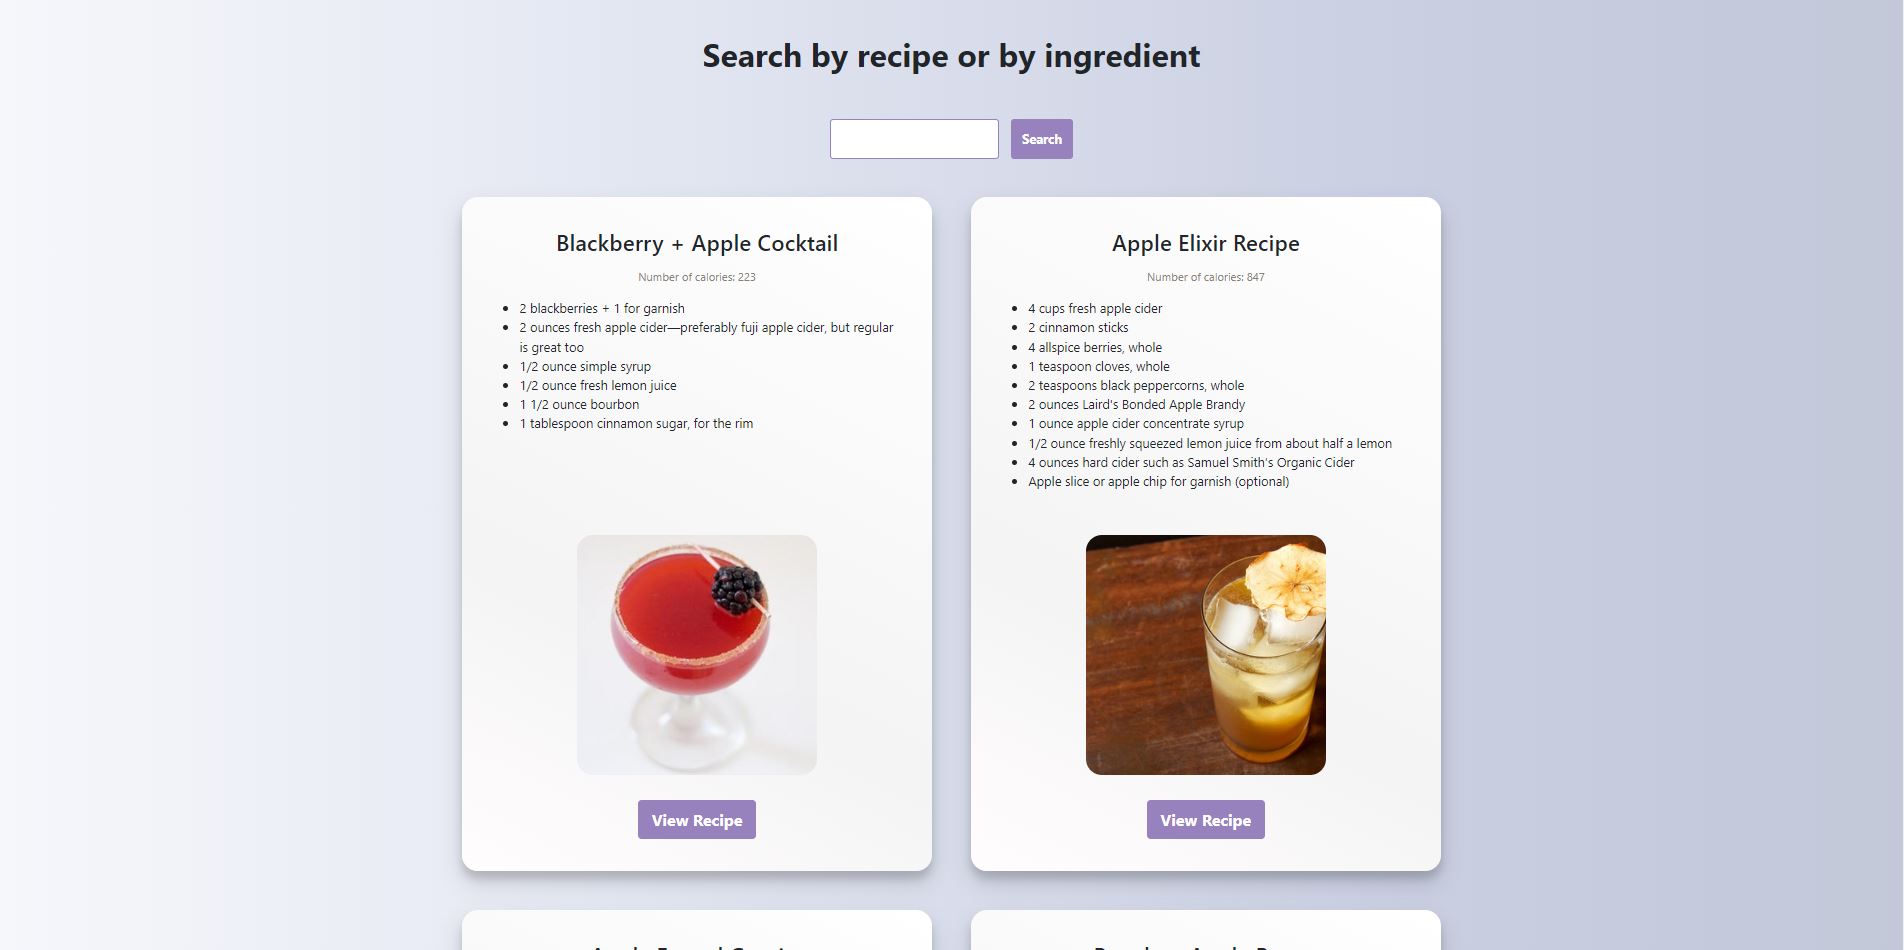 Search by recipe or by ingredient
Search
Blackberry + Apple Cocktail
Number of calories: 223
2 blackberries + 1 for garnish
2 ounces fresh apple cider—preferably fuji apple cider, but regular
is great too
1/2 ounce simple syrup
1/2 ounce fresh lemon juice
1 1/2 ounce bourbon
1 tablespoon cinnamon sugar, for the rim
View Recipe
Apple Elixir Recipe
Number of calories: 847
4 cups fresh apple cider
2 cinnamon sticks
4 allspice berries, whole
1 teaspoon cloves, whole
2 teaspoons black peppercorns, whole
2 ounces Laird's Bonded Apple Brandy
1 ounce apple cider concentrate syrup
1/2 ounce freshly squeezed lemon juice from about half a lemon
4 ounces hard cider such as Samuel Smith's Organic Cider
Apple slice or apple chip for garnish (optional)
View Recipe